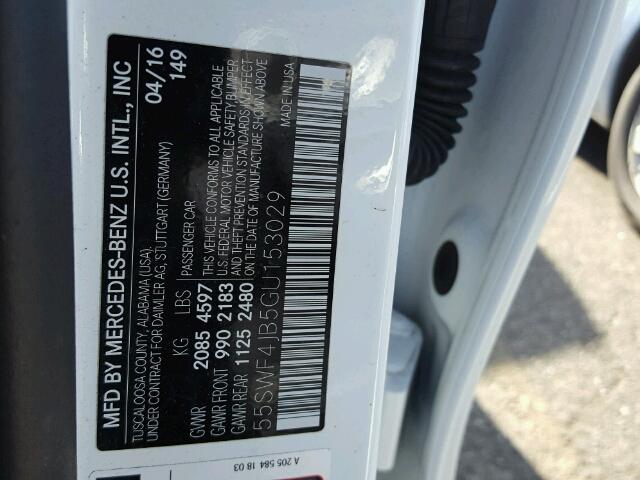 MFD BY MERCEDES-BENZ U.S. INTL., INC
TUSCALOOSA COUNTY, ALABAMA (USA)
UNDER CONTRACT FOR DAIMLER AG, STUTTGART (GERMANY)
04/16
149
KG LBS PASSENGER CAR
GVWR 2085 4597
GAWR FRONT 990 2183
GAWR REAR 1125 2480
THIS VEHICLE CONFORMS TO ALL APPLICABLE
U.S. FEDERAL MOTOR VEHICLE SAFETY/BUMPER
AND THEFT PREVENTION STANDARDS IN EFFECT
ON THE DATE OF MANUFACTURE SHOWN ABOVE
55SWF4JB5GU153029
MADE IN USA
A 205 584 18 03